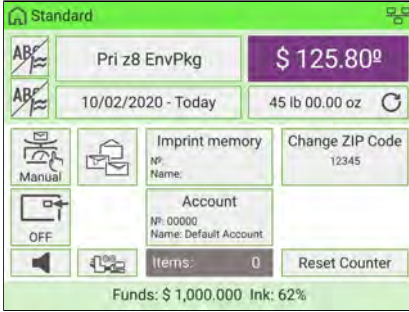 Standard
ABC
Pri z8 EnvPkg
$ 125.80º
ABC
10/02/2020 - Today
45 lb 00.00 oz
Manual
Imprint memory
Nº:
Name:
Change ZIP Code
12345
OFF
Account
Nº: 00000
Name: Default Account
Items: 0
Reset Counter
Funds: $ 1,000.000 Ink: 62%